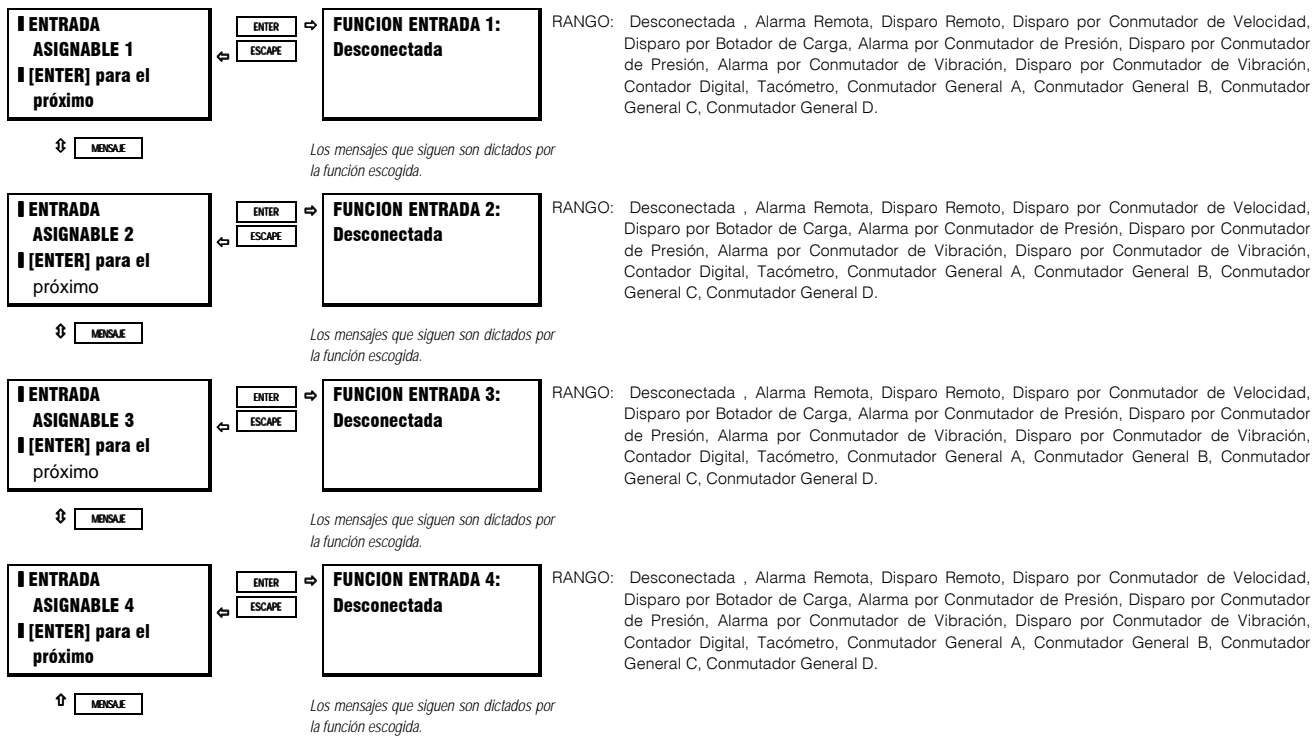 ENTRADA
ASIGNABLE 1
[ENTER] para el
próximo
ENTER
ESCAPE
FUNCION ENTRADA 1:
Desconectada
RANGO: Desconectada , Alarma Remota, Disparo Remoto, Disparo por Conmutador de Velocidad,
Disparo por Botador de Carga, Alarma por Conmutador de Presión, Disparo por Conmutador
de Presión, Alarma por Conmutador de Vibración, Disparo por Conmutador de Vibración,
Contador Digital, Tacómetro, Conmutador General A, Conmutador General B, Conmutador
General C, Conmutador General D.
MENSAJE
Los mensajes que siguen son dictados por
la función escogida.
ENTRADA
ASIGNABLE 2
[ENTER] para el
próximo
ENTER
ESCAPE
FUNCION ENTRADA 2:
Desconectada
RANGO: Desconectada , Alarma Remota, Disparo Remoto, Disparo por Conmutador de Velocidad,
Disparo por Botador de Carga, Alarma por Conmutador de Presión, Disparo por Conmutador
de Presión, Alarma por Conmutador de Vibración, Disparo por Conmutador de Vibración,
Contador Digital, Tacómetro, Conmutador General A, Conmutador General B, Conmutador
General C, Conmutador General D.
MENSAJE
Los mensajes que siguen son dictados por
la función escogida.
ENTRADA
ASIGNABLE 3
[ENTER] para el
próximo
ENTER
ESCAPE
FUNCION ENTRADA 3:
Desconectada
RANGO: Desconectada , Alarma Remota, Disparo Remoto, Disparo por Conmutador de Velocidad,
Disparo por Botador de Carga, Alarma por Conmutador de Presión, Disparo por Conmutador
de Presión, Alarma por Conmutador de Vibración, Disparo por Conmutador de Vibración,
Contador Digital, Tacómetro, Conmutador General A, Conmutador General B, Conmutador
General C, Conmutador General D.
MENSAJE
Los mensajes que siguen son dictados por
la función escogida.
ENTRADA
ASIGNABLE 4
[ENTER] para el
próximo
ENTER
ESCAPE
FUNCION ENTRADA 4:
Desconectada
RANGO: Desconectada , Alarma Remota, Disparo Remoto, Disparo por Conmutador de Velocidad,
Disparo por Botador de Carga, Alarma por Conmutador de Presión, Disparo por Conmutador
de Presión, Alarma por Conmutador de Vibración, Disparo por Conmutador de Vibración,
Contador Digital, Tacómetro, Conmutador General A, Conmutador General B, Conmutador
General C, Conmutador General D.
MENSAJE
Los mensajes que siguen son dictados por
la función escogida.